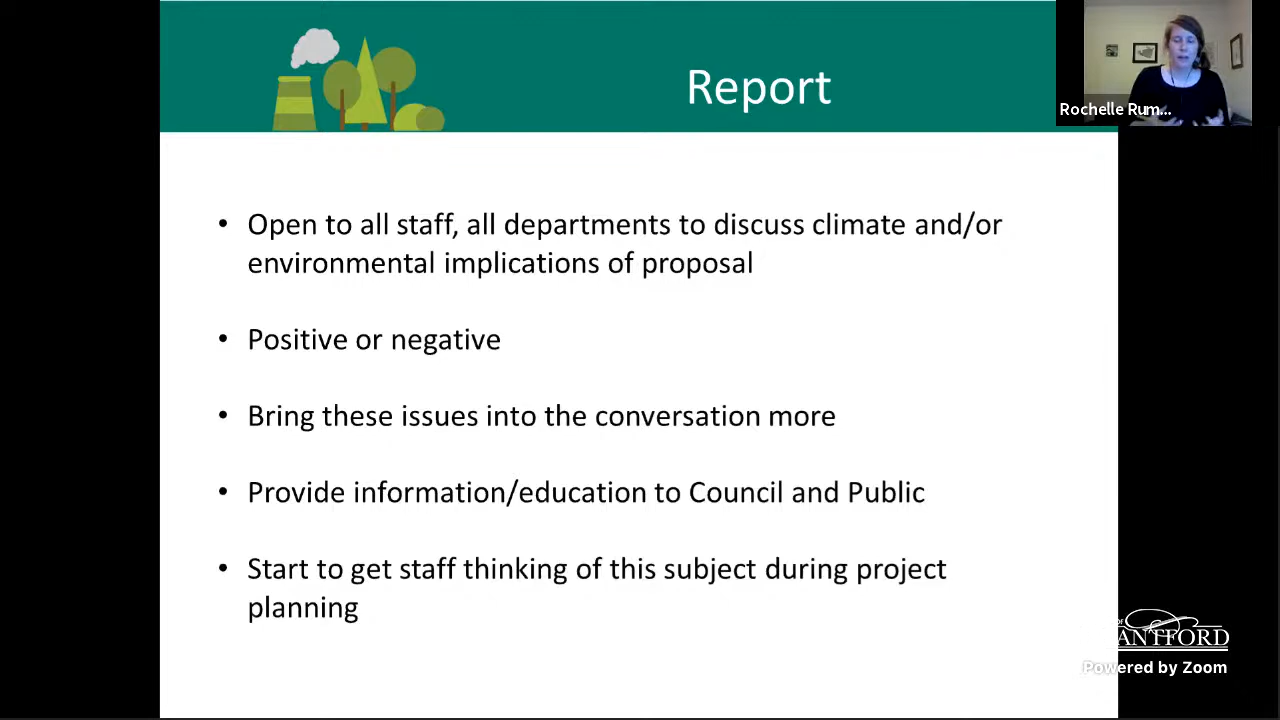 Report
Rochelle Rum...
• Open to all staff, all departments to discuss climate and/or
environmental implications of proposal
• Positive or negative
• Bring these issues into the conversation more
• Provide information/education to Council and Public
• Start to get staff thinking of this subject during project
planning
OF
ANTFORD
Powered by Zoom